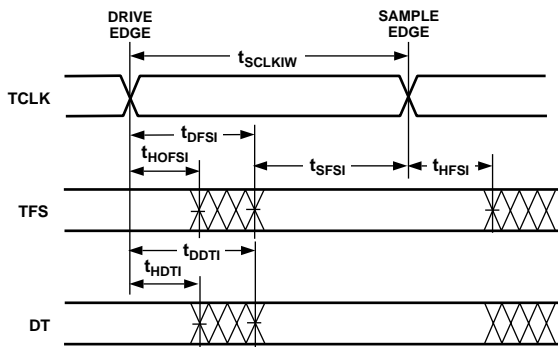 DRIVE EDGE
SAMPLE EDGE
tSCLKIW
TCLK
tDFSI
tHOFSI
tSFSI
tHFSI
TFS
tDDTI
tHDTI
DT